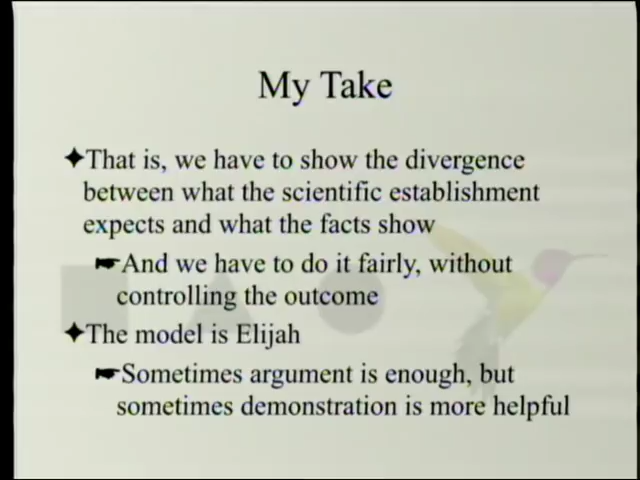 My Take
✦That is, we have to show the divergence
between what the scientific establishment
expects and what the facts show
☛And we have to do it fairly, without
controlling the outcome
✦The model is Elijah
☛Sometimes argument is enough, but
sometimes demonstration is more helpful